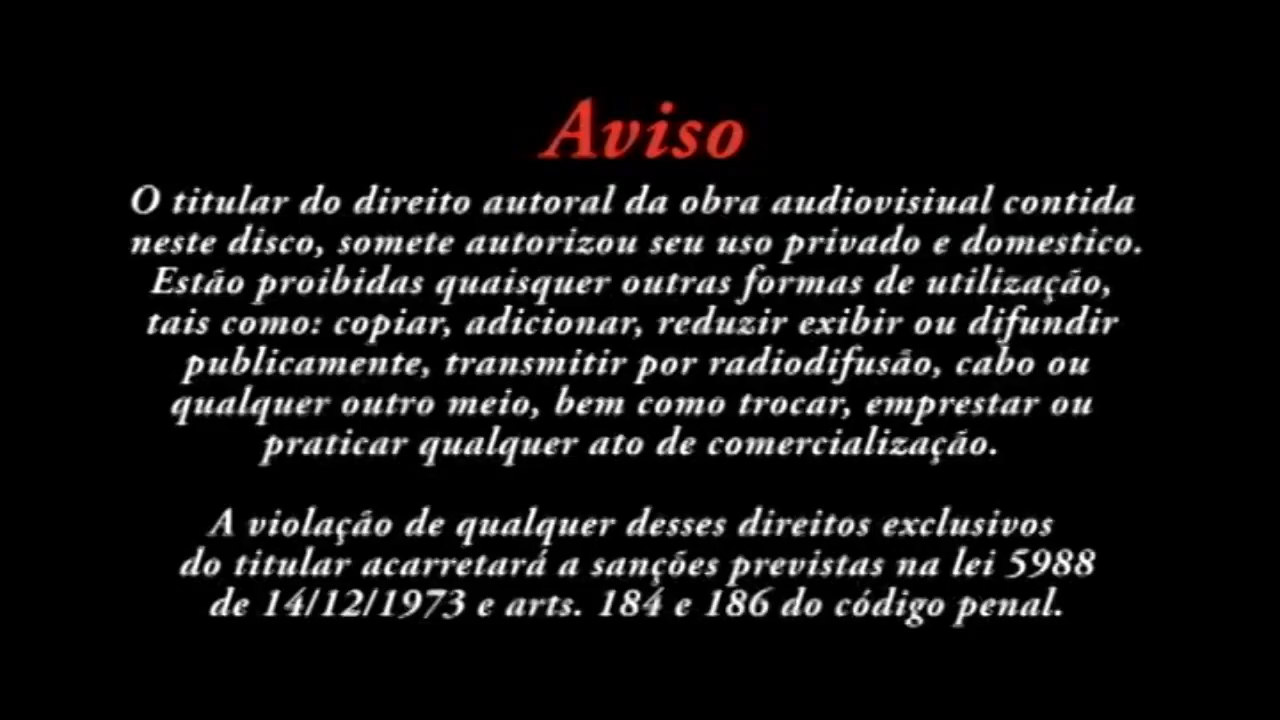 Aviso
O titular do direito autoral da obra audiovisiual contida
neste disco, somete autorizou seu uso privado e domestico.
Estão proibidas quaisquer outras formas de utilização,
tais como: copiar, adicionar, reduzir exibir ou difundir
publicamente, transmitir por radiodifusão, cabo ou
qualquer outro meio, bem como trocar, emprestar ou
praticar qualquer ato de comercialização.
A violação de qualquer desses direitos exclusivos
do titular acarretará a sanções previstas na lei 5988
de 14/12/1973 e arts. 184 e 186 do código penal.